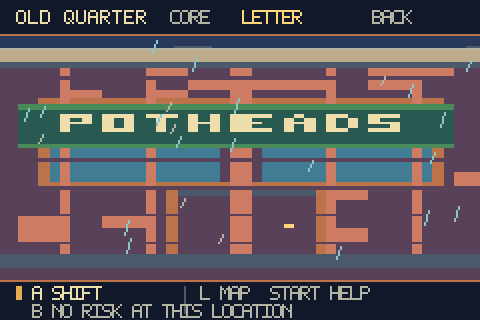 OLD QUARTER CORE LETTER BACK
POTHEADS
A SHIFT L MAP START HELP
B NO RISK AT THIS LOCATION